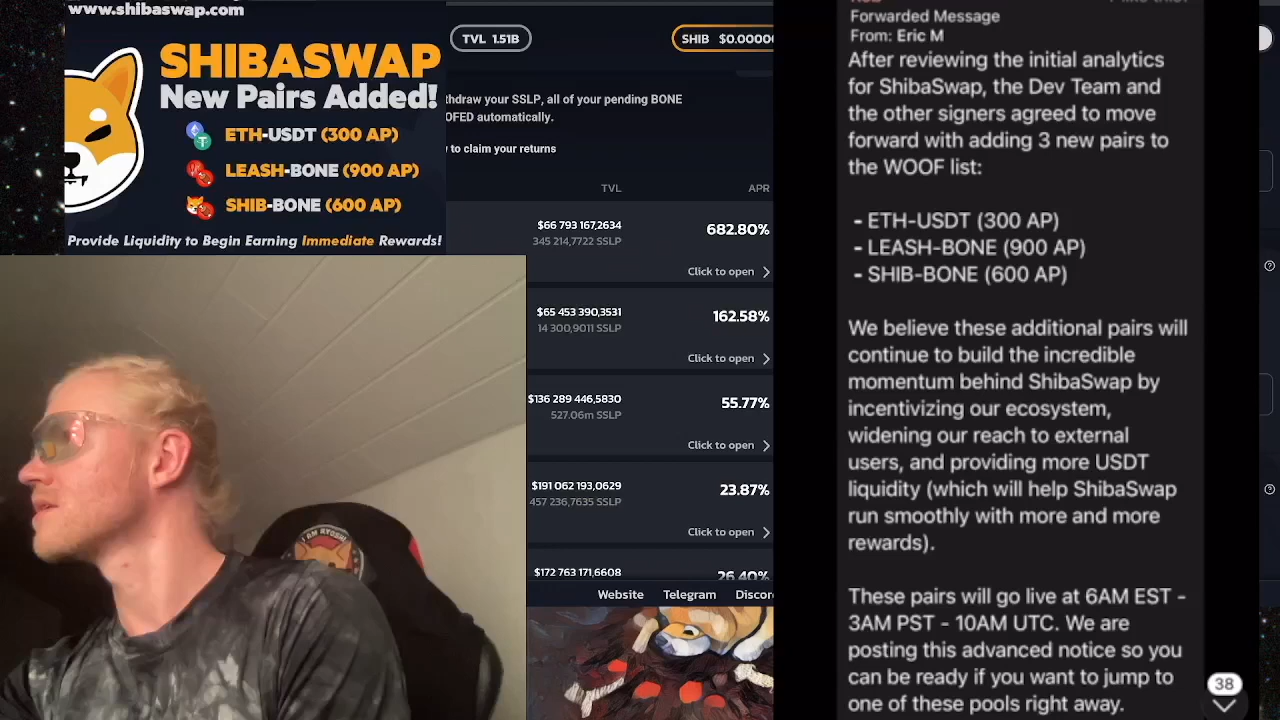 www.shibaswap.com
SHIBASWAP
New Pairs Added!
ETH-USDT (300 AP)
LEASH-BONE (900 AP)
SHIB-BONE (600 AP)
Provide Liquidity to Begin Earning Immediate Rewards!
TVL 1.51B
SHIB $0.0000
thdraw your SSLP, all of your pending BONE
OFED automatically.
to claim your returns
TVL APR
$66 793 167,2634
345 214,7722 SSLP
682.80%
Click to open
$65 453 390,3531
14 300,9011 SSLP
162.58%
Click to open
$136 289 446,5830
527.06m SSLP
55.77%
Click to open
$191 062 193,0629
457 236,7635 SSLP
23.87%
Click to open
$172 763 171,6608
26.40%
Website Telegram Discor
I AM RYOSHI
Forwarded Message
From: Eric M
After reviewing the initial analytics
for ShibaSwap, the Dev Team and
the other signers agreed to move
forward with adding 3 new pairs to
the WOOF list:
- ETH-USDT (300 AP)
- LEASH-BONE (900 AP)
- SHIB-BONE (600 AP)
We believe these additional pairs will
continue to build the incredible
momentum behind ShibaSwap by
incentivizing our ecosystem,
widening our reach to external
users, and providing more USDT
liquidity (which will help ShibaSwap
run smoothly with more and more
rewards).
These pairs will go live at 6AM EST -
3AM PST - 10AM UTC. We are
posting this advanced notice so you
can be ready if you want to jump to
one of these pools right away.
38